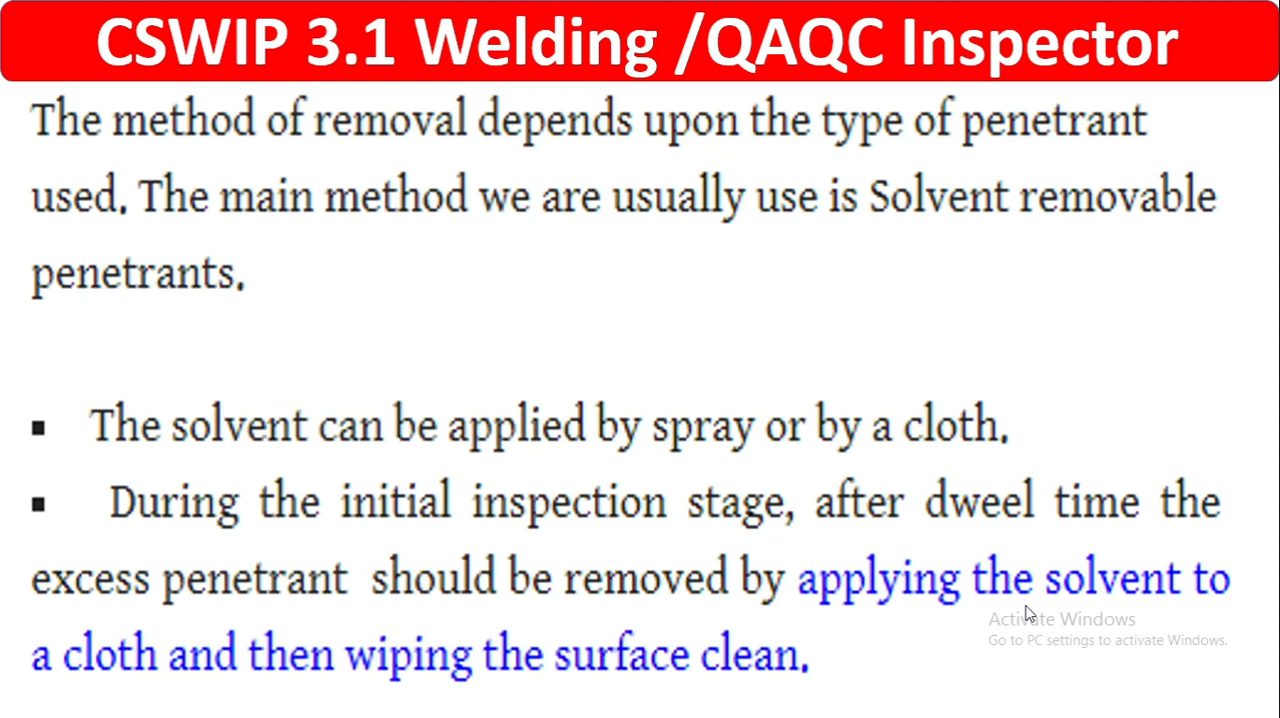 CSWIP 3.1 Welding /QAQC Inspector
The method of removal depends upon the type of penetrant
used. The main method we are usually use is Solvent removable
penetrants.
▪ The solvent can be applied by spray or by a cloth.
▪ During the initial inspection stage, after dweel time the
excess penetrant should be removed by applying the solvent to
Activate Windows
Go to PC settings to activate Windows.
a cloth and then wiping the surface clean.